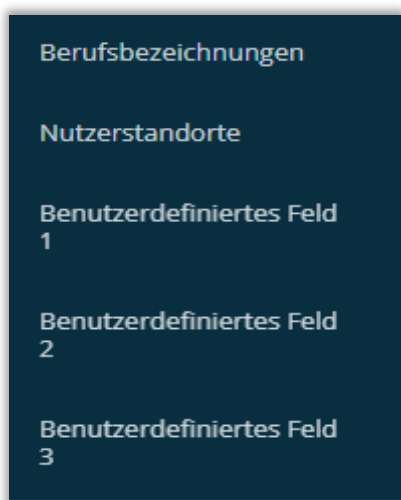 Berufsbezeichnungen
Nutzerstandorte
Benutzerdefiniertes Feld
1
Benutzerdefiniertes Feld
2
Benutzerdefiniertes Feld
3